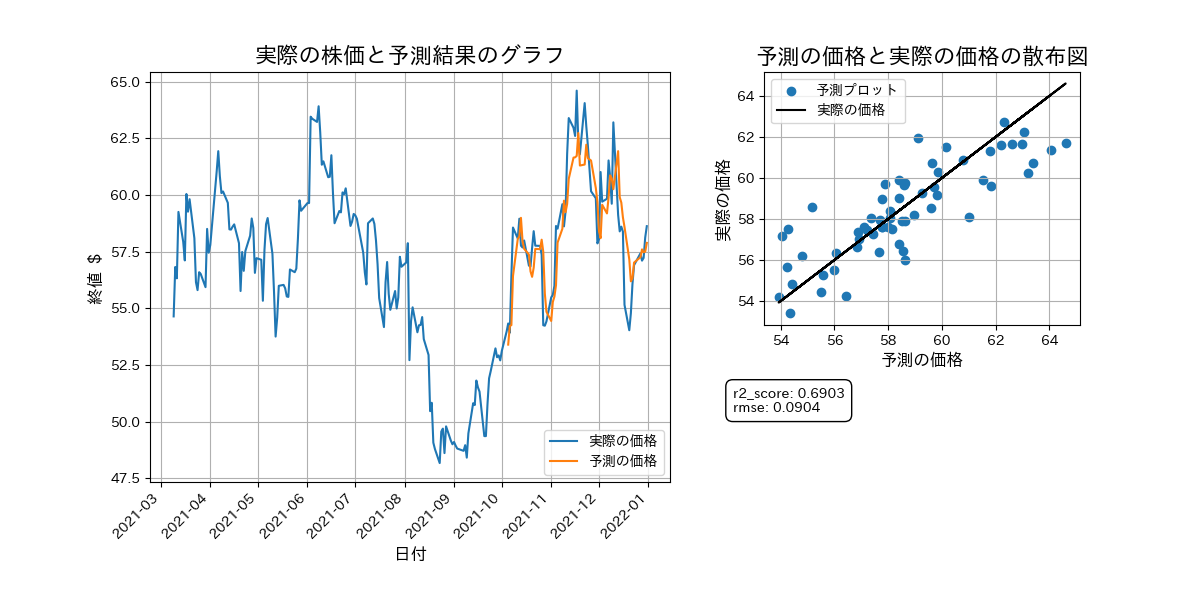 実際の株価と予測結果のグラフ
65.0
62.5
60.0
57.5
55.0
52.5
50.0
47.5
終値 $
2021-03
2021-04
2021-05
2021-06
2021-07
2021-08
2021-09
2021-10
2021-11
2021-12
2022-01
日付
実際の価格
予測の価格
予測の価格と実際の価格の散布図
予測プロット
実際の価格
64
62
60
58
56
54
実際の価格
54
56
58
60
62
64
予測の価格
r2_score: 0.6903
rmse: 0.0904